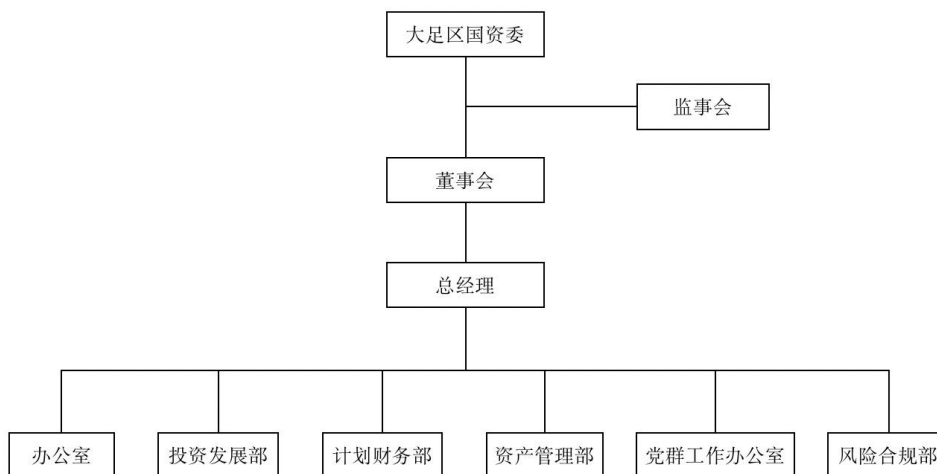 大足区国资委
监事会
董事会
总经理
办公室
投资发展部
计划财务部
资产管理部
党群工作办公室
风险合规部